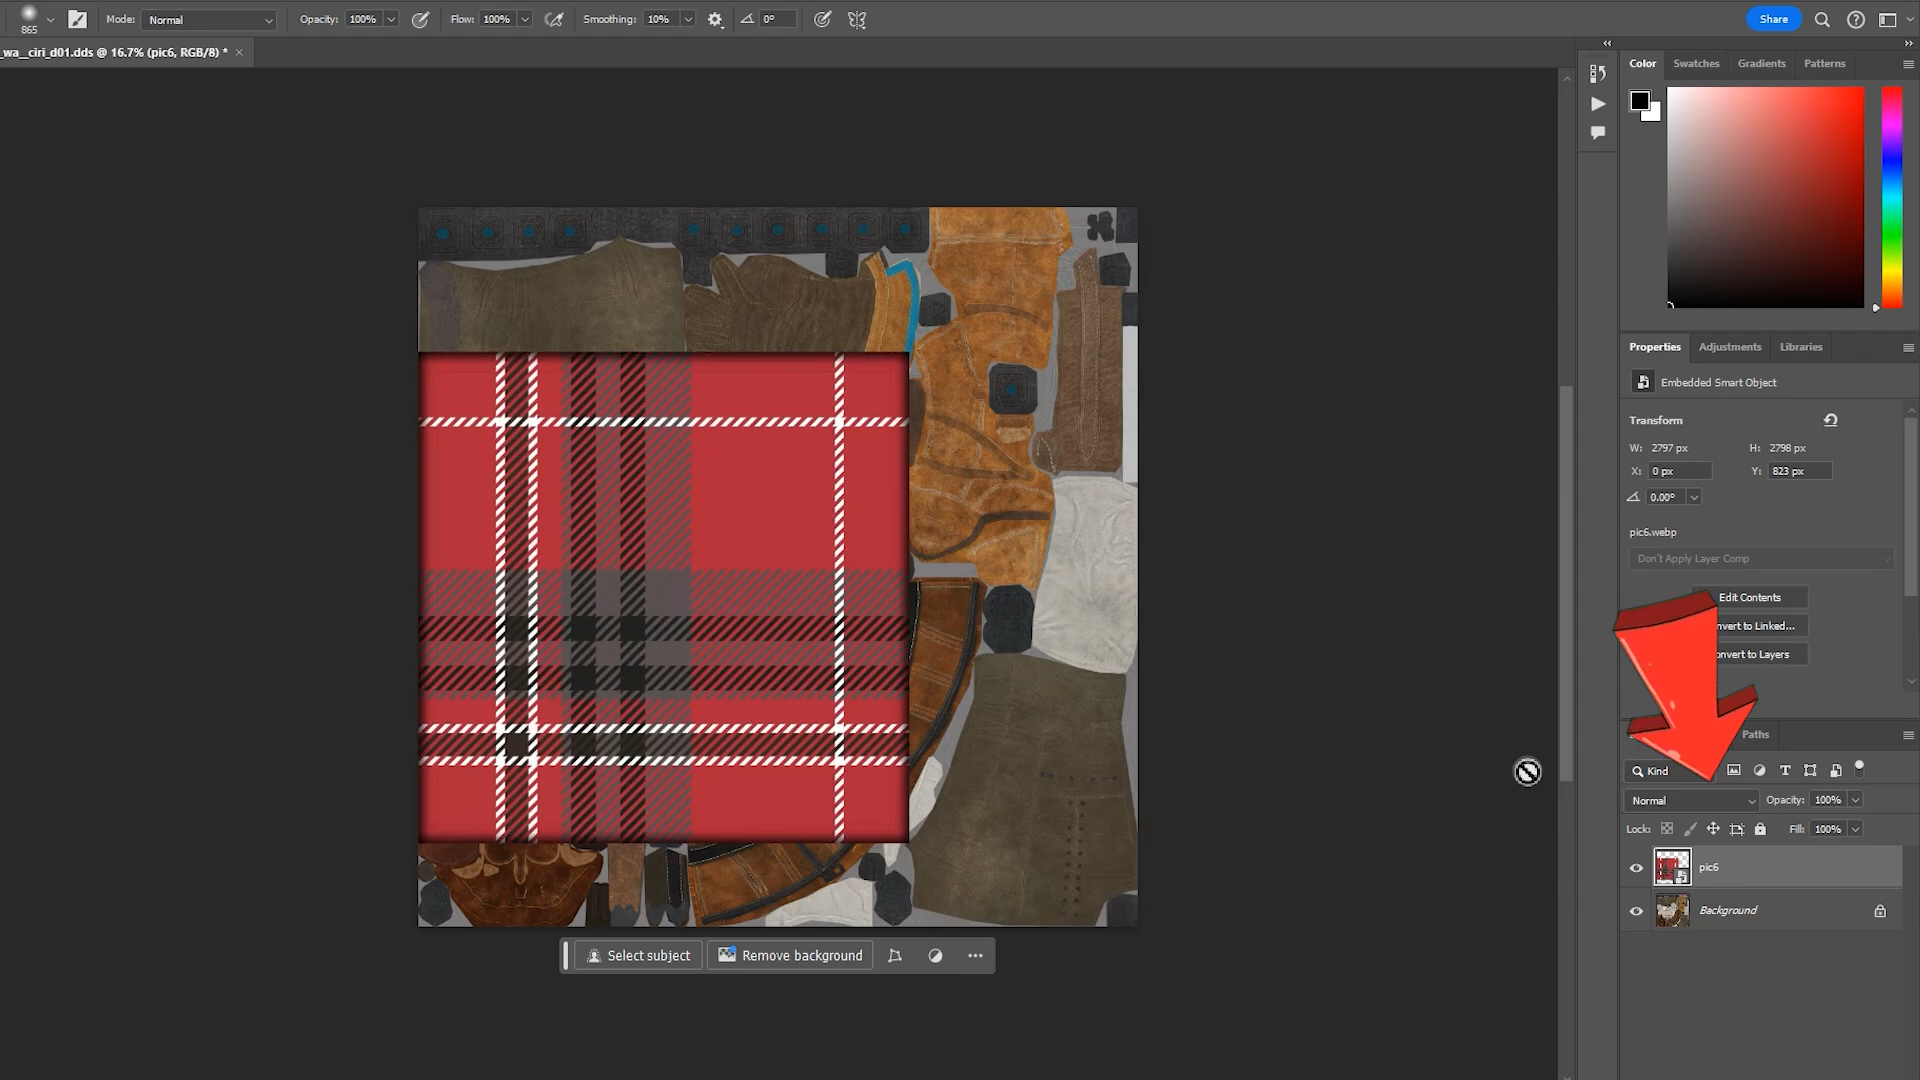 865
Mode: Normal
Opacity: 100%
Flow: 100%
Smoothing: 10%
0°
Share
_wa__ciri_d01.dds @ 16.7% (pic6, RGB/8) *
Color Swatches Gradients Patterns
Properties Adjustments Libraries
Embedded Smart Object
Transform
W: 2797 px H: 2798 px
X: 0 px Y: 823 px
0.00°
pic6.webp
Don't Apply Layer Comp
Edit Contents
nvert to Linked...
onvert to Layers
Paths
Kind
Normal Opacity: 100%
Lock: Fill: 100%
pic6
Background
Select subject Remove background